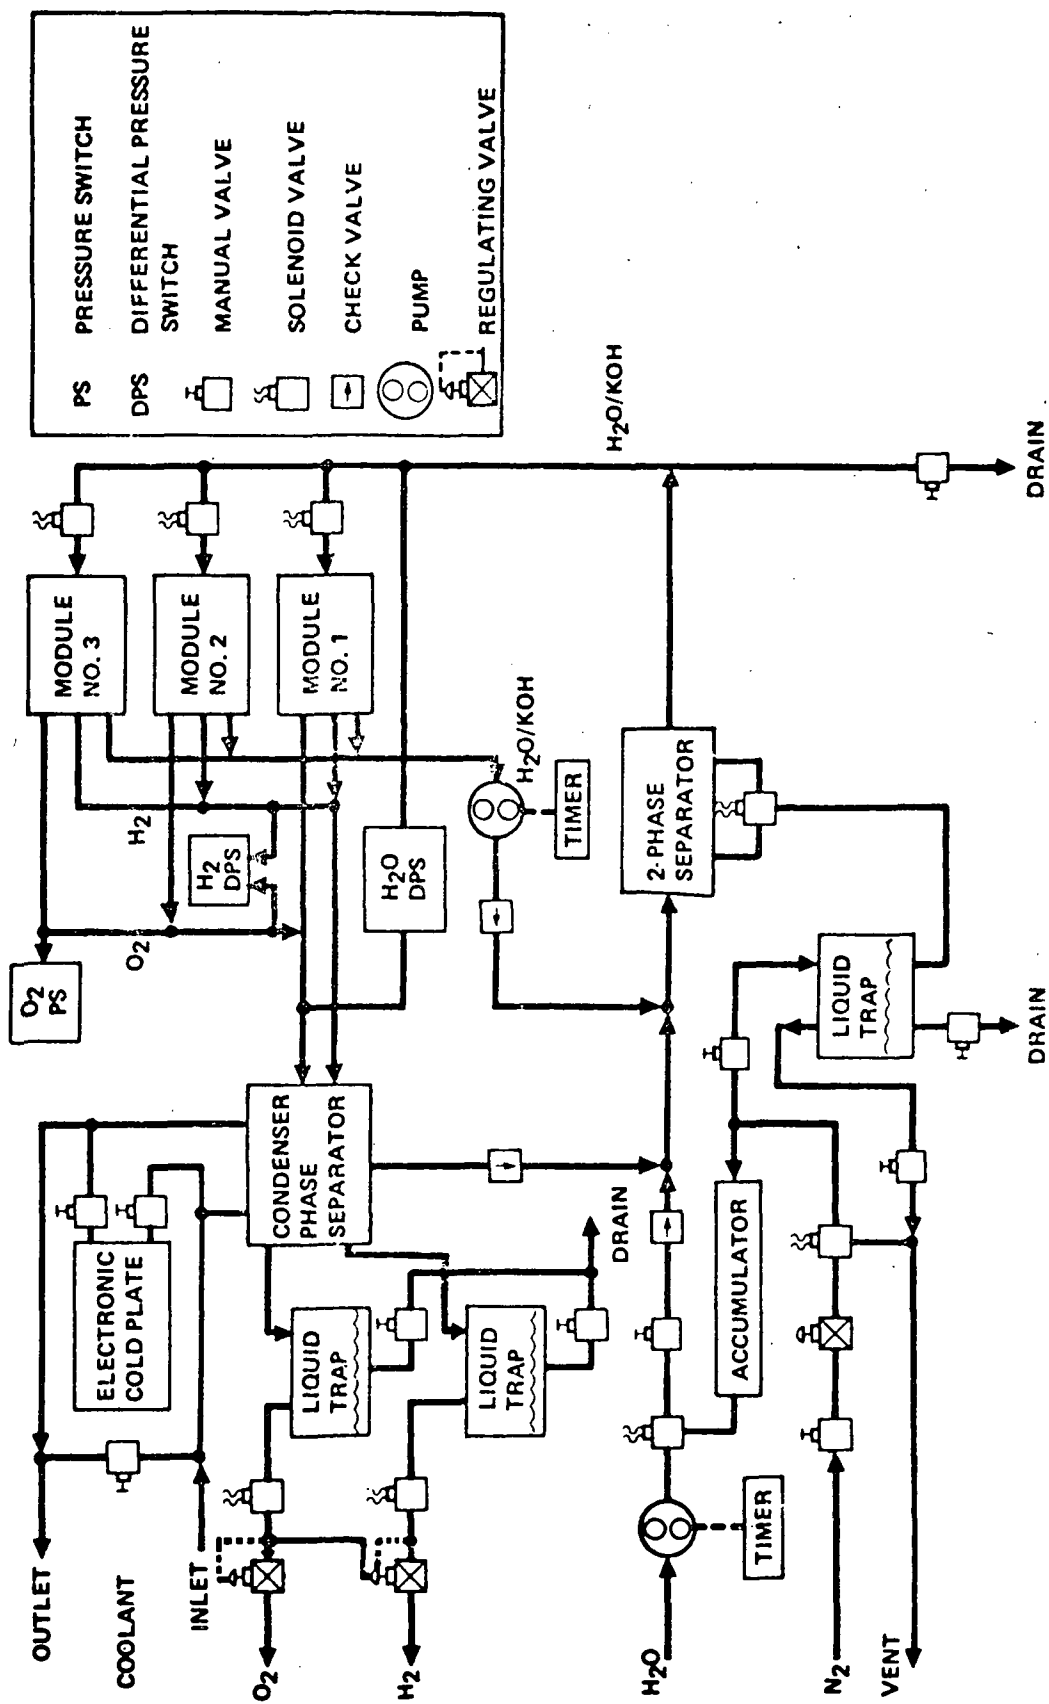 PS PRESSURE SWITCH
DPS DIFFERENTIAL PRESSURE
SWITCH
MANUAL VALVE
SOLENOID VALVE
CHECK VALVE
PUMP
REGULATING VALVE
OUTLET
COOLANT
INLET
O2
H2
ELECTRONIC
COLD PLATE
LIQUID
TRAP
LIQUID
TRAP
DRAIN
CONDENSER
PHASE
SEPARATOR
O2
PS
O2
H2
H2
DPS
H2O
DPS
MODULE
NO. 3
MODULE
NO. 2
MODULE
NO. 1
H2O/KOH
TIMER
H2O/KOH
H2O
TIMER
ACCUMULATOR
2-PHASE
SEPARATOR
LIQUID
TRAP
DRAIN
DRAIN
N2
VENT